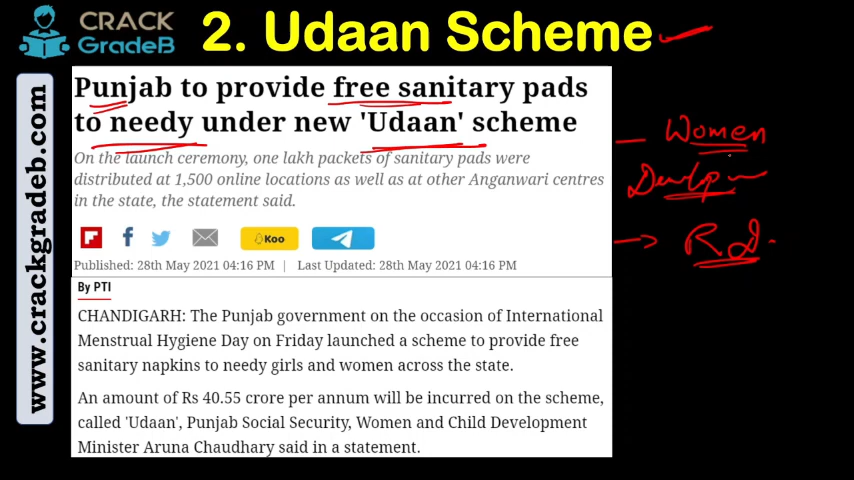 CRACK
GradeB
2. Udaan Scheme
www.crackgradeb.com
Punjab to provide free sanitary pads
to needy under new 'Udaan' scheme
On the launch ceremony, one lakh packets of sanitary pads were
distributed at 1,500 online locations as well as at other Anganwari centres
in the state, the statement said.
Koo
Published: 28th May 2021 04:16 PM | Last Updated: 28th May 2021 04:16 PM
By PTI
CHANDIGARH: The Punjab government on the occasion of International
Menstrual Hygiene Day on Friday launched a scheme to provide free
sanitary napkins to needy girls and women across the state.
An amount of Rs 40.55 crore per annum will be incurred on the scheme,
called 'Udaan', Punjab Social Security, Women and Child Development
Minister Aruna Chaudhary said in a statement.
Women